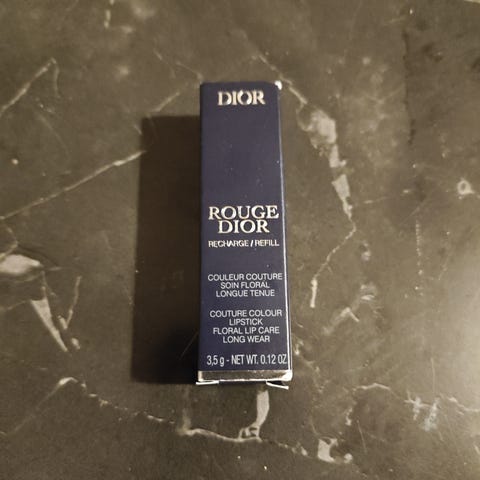 DIOR
ROUGE
DIOR
RECHARGE / REFILL
COULEUR COUTURE
SOIN FLORAL
LONGUE TENUE
COUTURE COLOUR
LIPSTICK
FLORAL LIP CARE
LONG WEAR
3,5 g - NET WT. 0.12 OZ